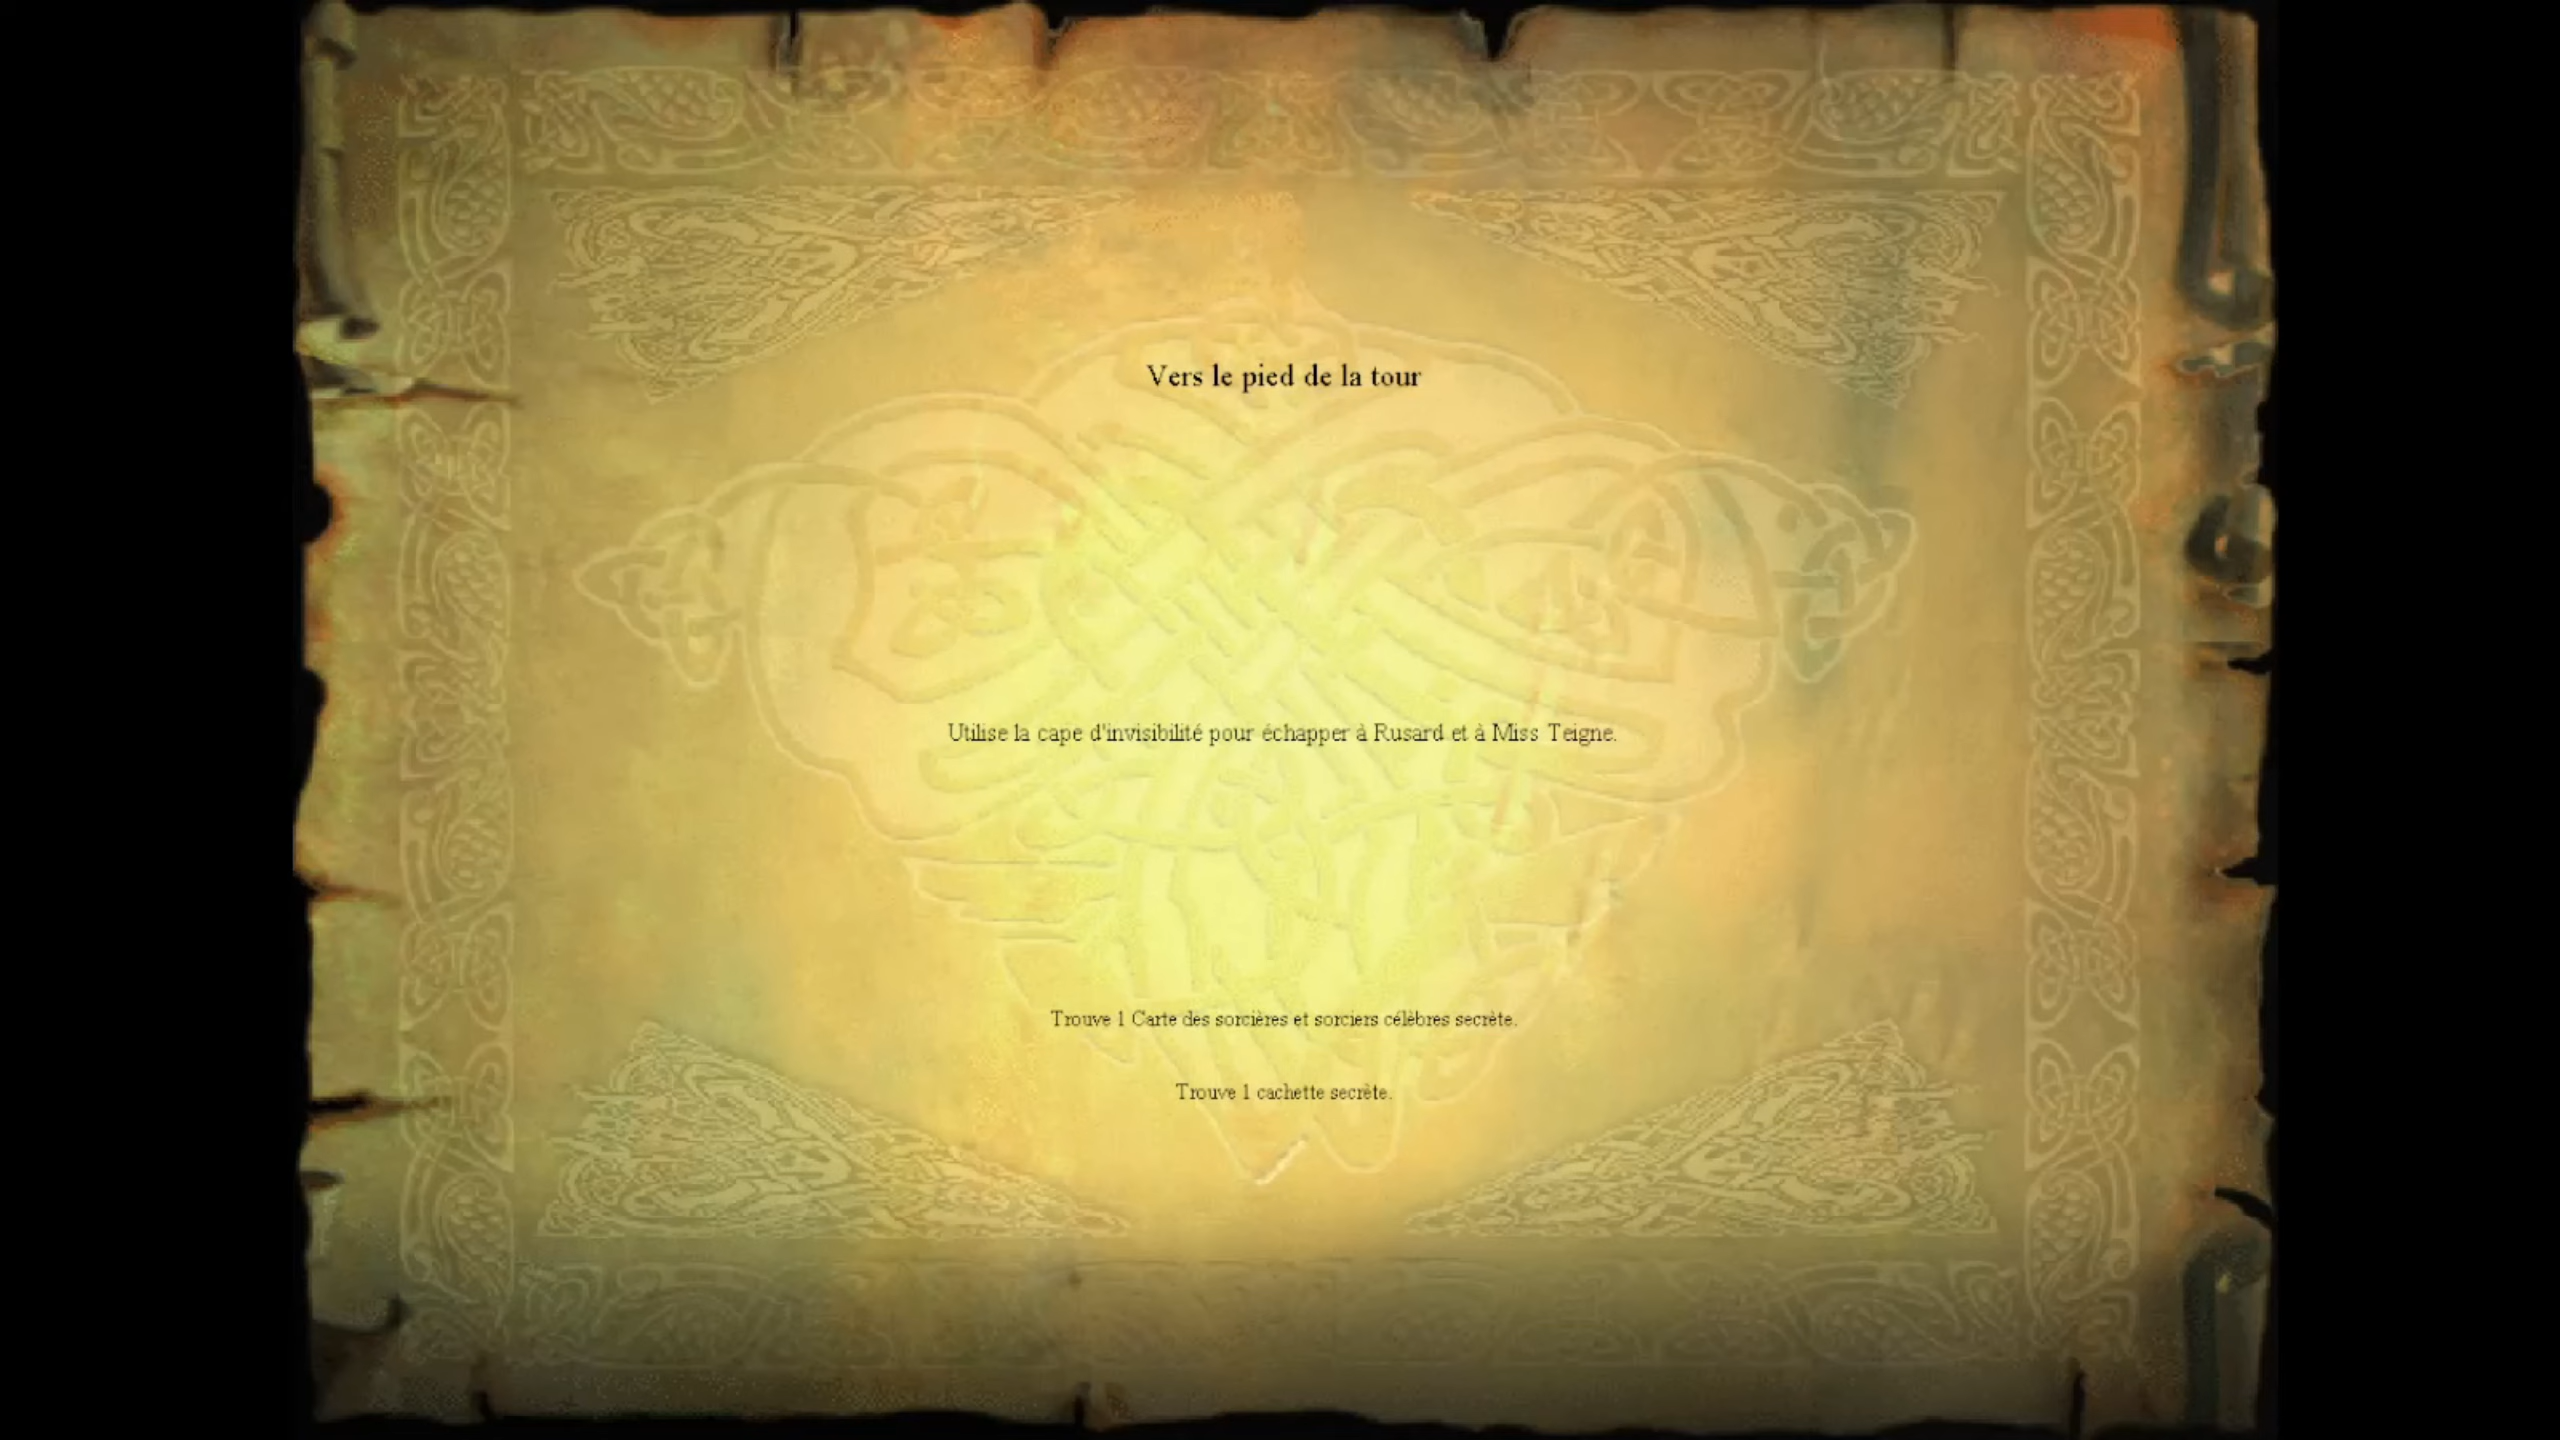 Vers le pied de la tour
Utilise la cape d'invisibilité pour échapper à Rusard et à Miss Teigne.
Trouve 1 Carte des sorcières et sorciers célèbres secrète.
Trouve 1 cachette secrète.